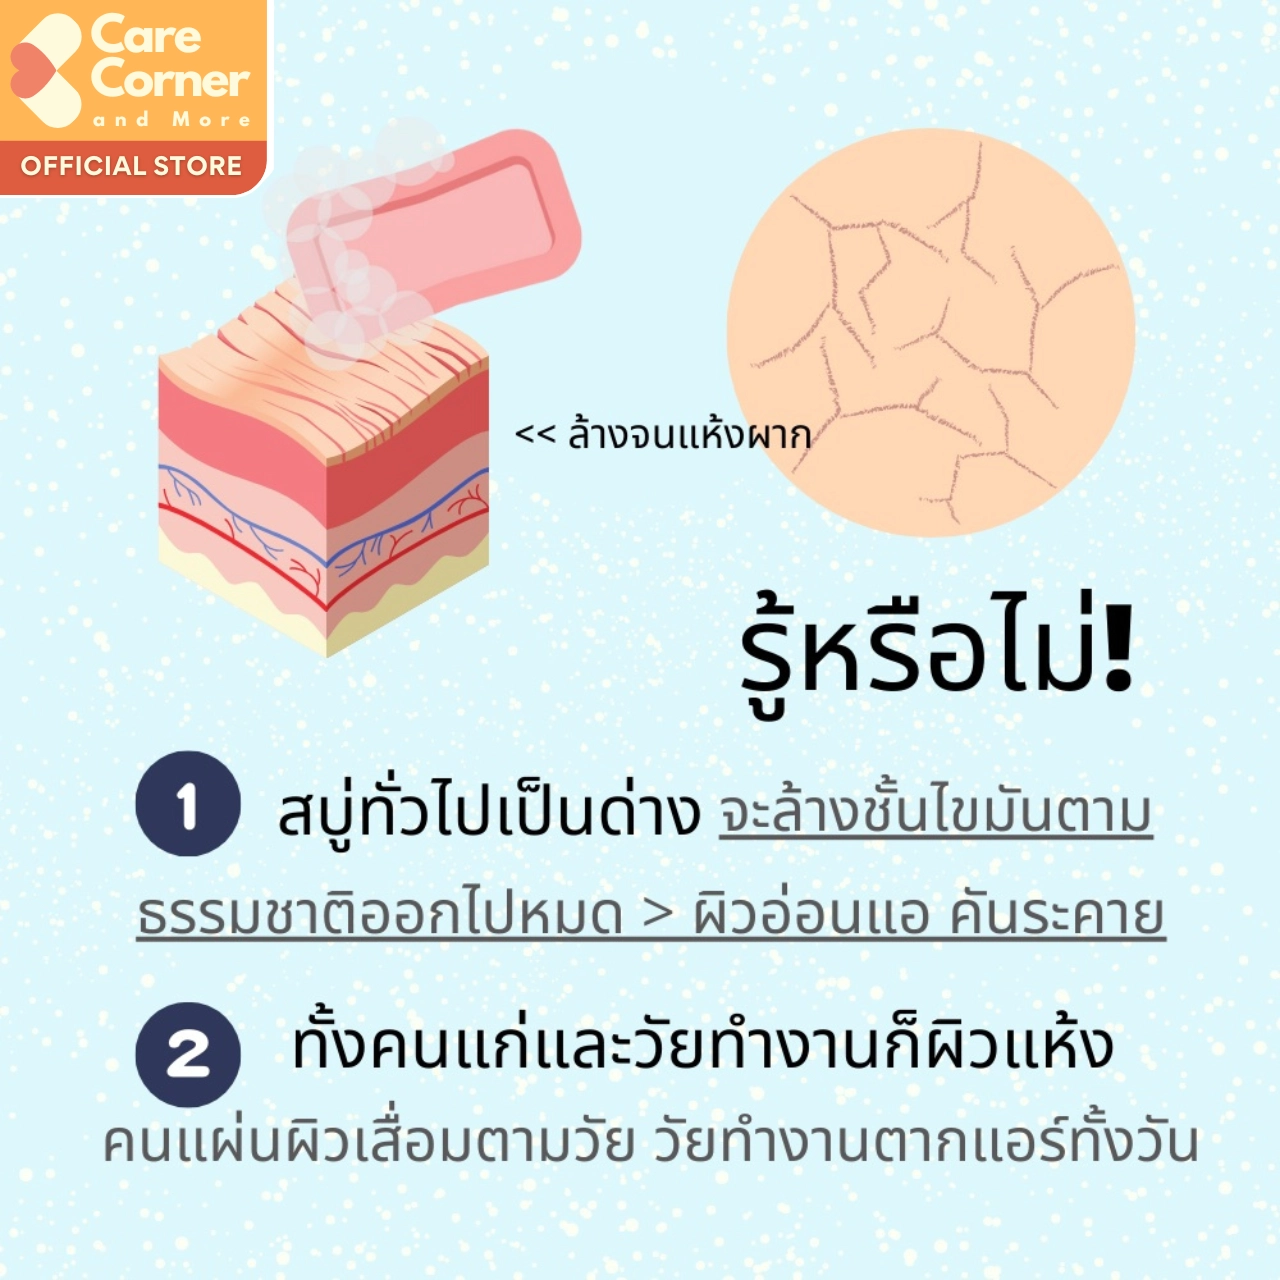 Care
Corner
and More
OFFICIAL STORE
<< ล้างจนแห้งผาก
รู้หรือไม่!
1 สบู่ทั่วไปเป็นด่าง จะล้างชั้นไขมันตาม
ธรรมชาติออกไปหมด > ผิวอ่อนแอ คันระคาย
2 ทั้งคนแก่และวัยทำงานก็ผิวแห้ง
คนแผ่นผิวเสื่อมตามวัย วัยทำงานตากแอร์ทั้งวัน